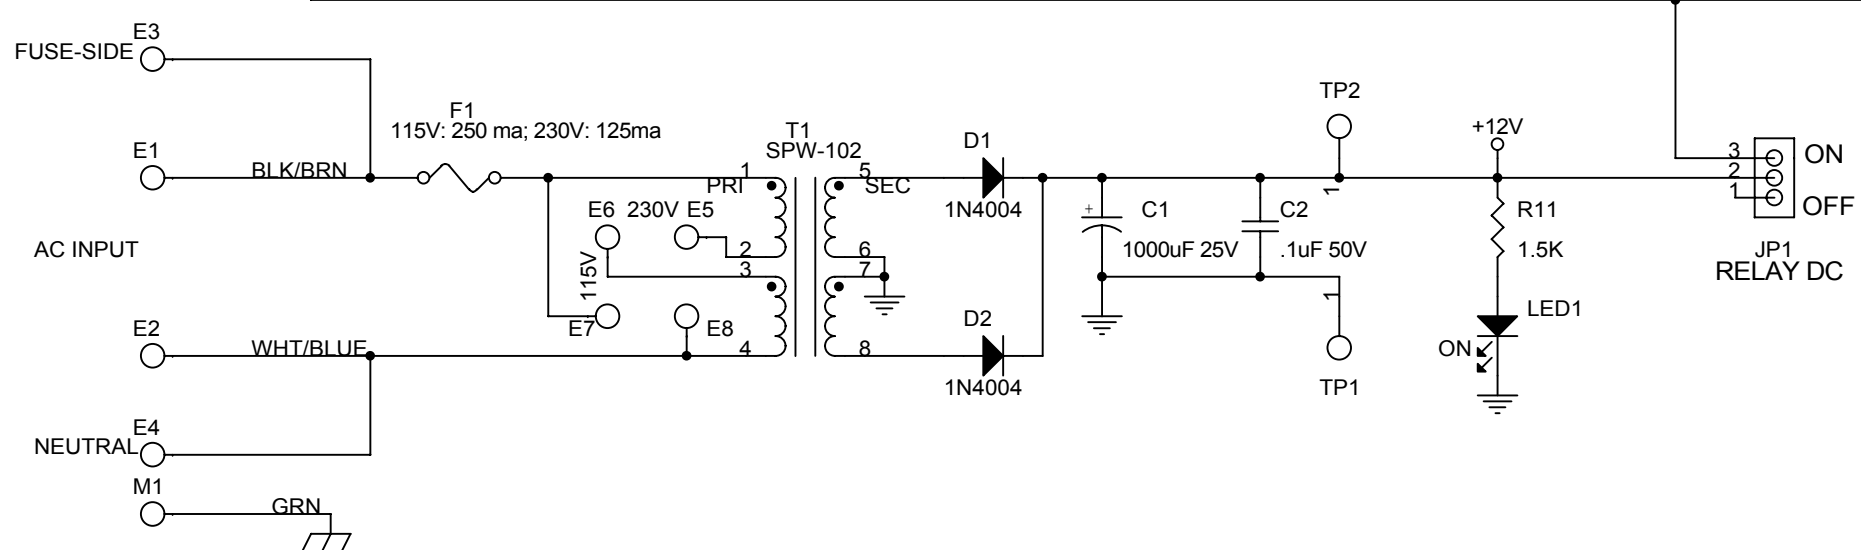 E3
FUSE-SIDE
F1
115V: 250 ma; 230V: 125ma
E1
BLK/BRN
T1
SPW-102
1
PRI
5
SEC
E6 230V E5
115V
2
3
6
7
E7
E8
4
8
AC INPUT
E2
WHT/BLUE
E4
NEUTRAL
M1
GRN
D1
1N4004
D2
1N4004
+
C1
1000uF 25V
C2
.1uF 50V
TP2
1
1
TP1
+12V
R11
1.5K
LED1
ON
3
2
1
ON
OFF
JP1
RELAY DC